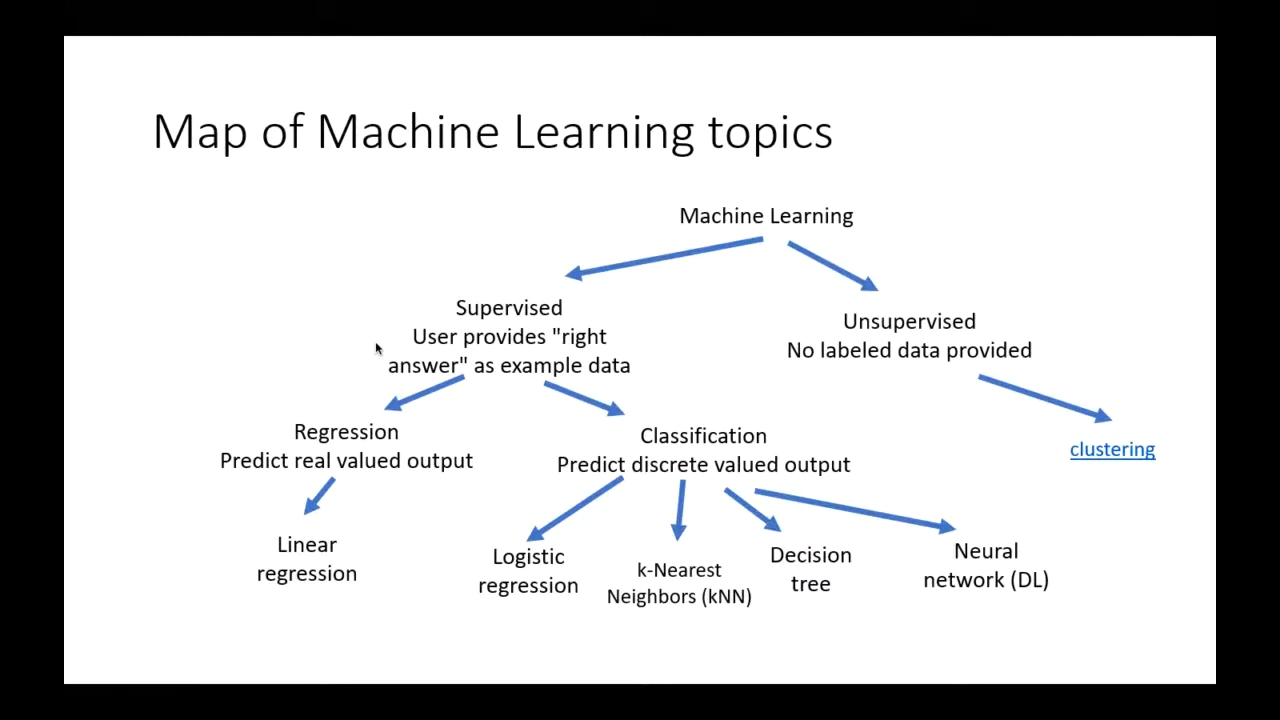 Map of Machine Learning topics
Machine Learning
Supervised
User provides "right
answer" as example data
Unsupervised
No labeled data provided
Regression
Predict real valued output
Classification
Predict discrete valued output
clustering
Linear
regression
Logistic
regression
k-Nearest
Neighbors (kNN)
Decision
tree
Neural
network (DL)